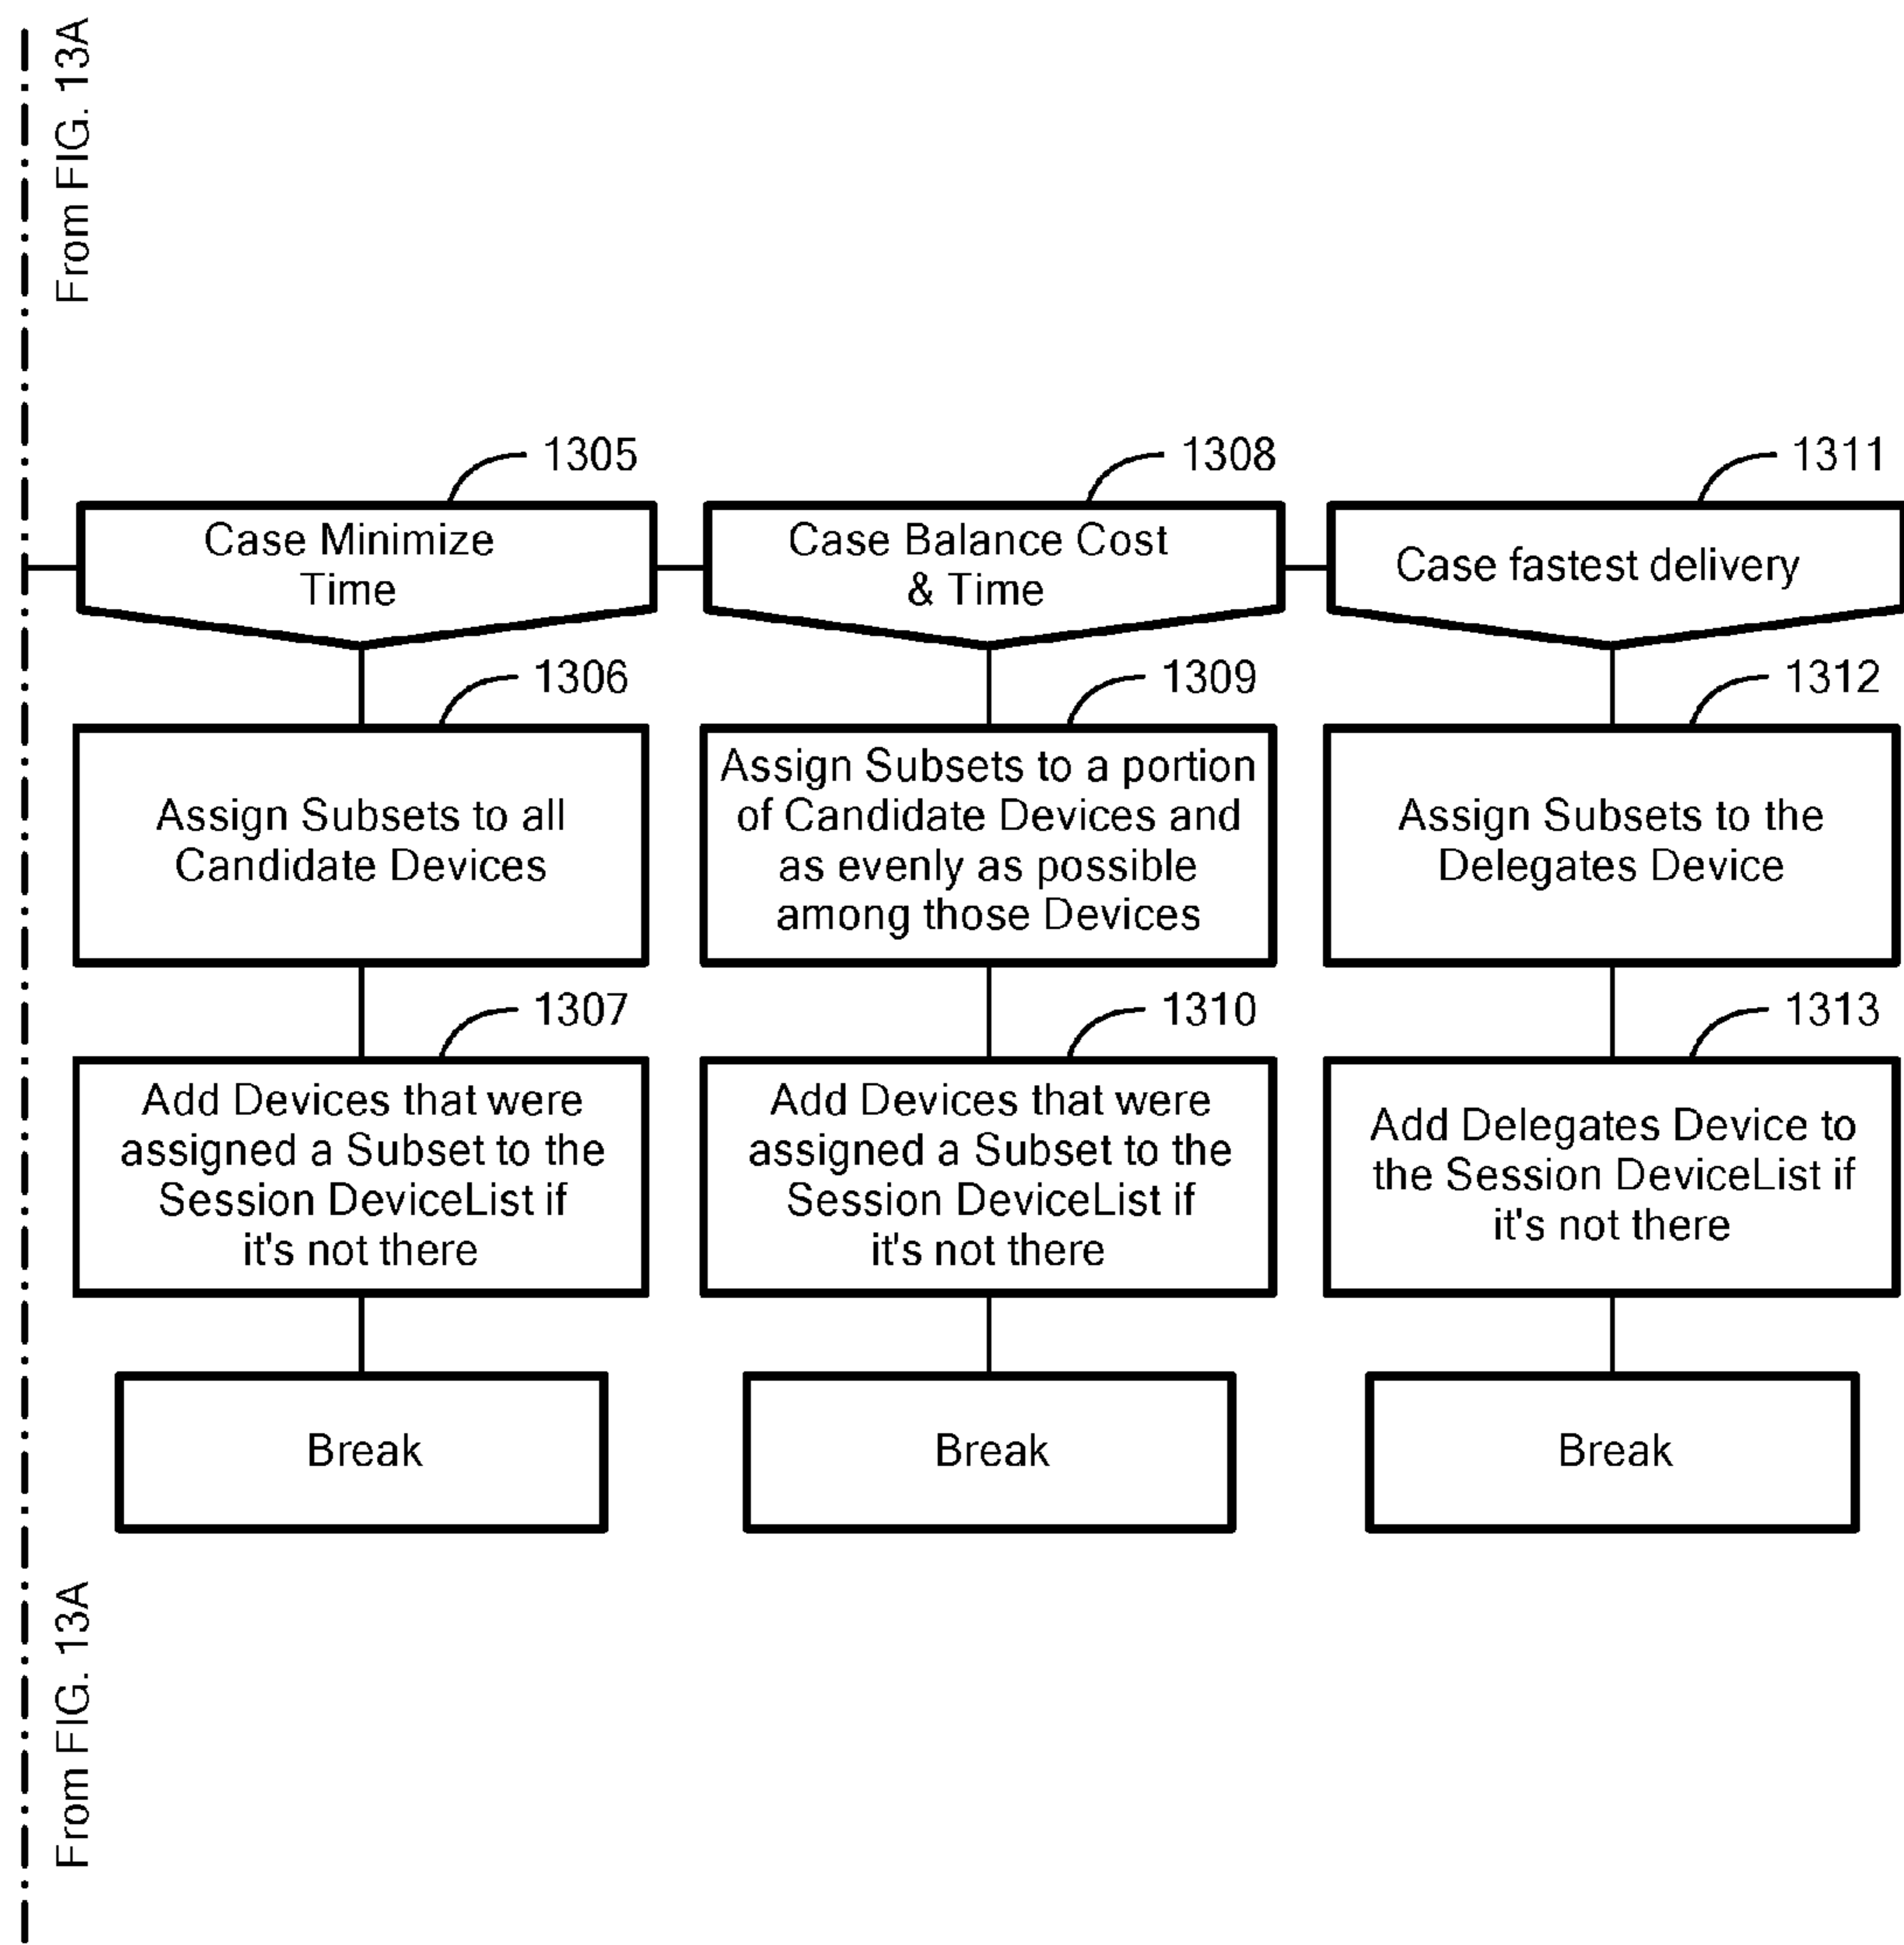 From FIG. 13A
1305
Case Minimize
Time
1306
Assign Subsets to all
Candidate Devices
1307
Add Devices that were
assigned a Subset to the
Session DeviceList if
it's not there
Break
1308
Case Balance Cost
& Time
1309
Assign Subsets to a portion
of Candidate Devices and
as evenly as possible
among those Devices
1310
Add Devices that were
assigned a Subset to the
Session DeviceList if
it's not there
Break
1311
Case fastest delivery
1312
Assign Subsets to the
Delegates Device
1313
Add Delegates Device to
the Session DeviceList if
it's not there
Break
From FIG. 13A